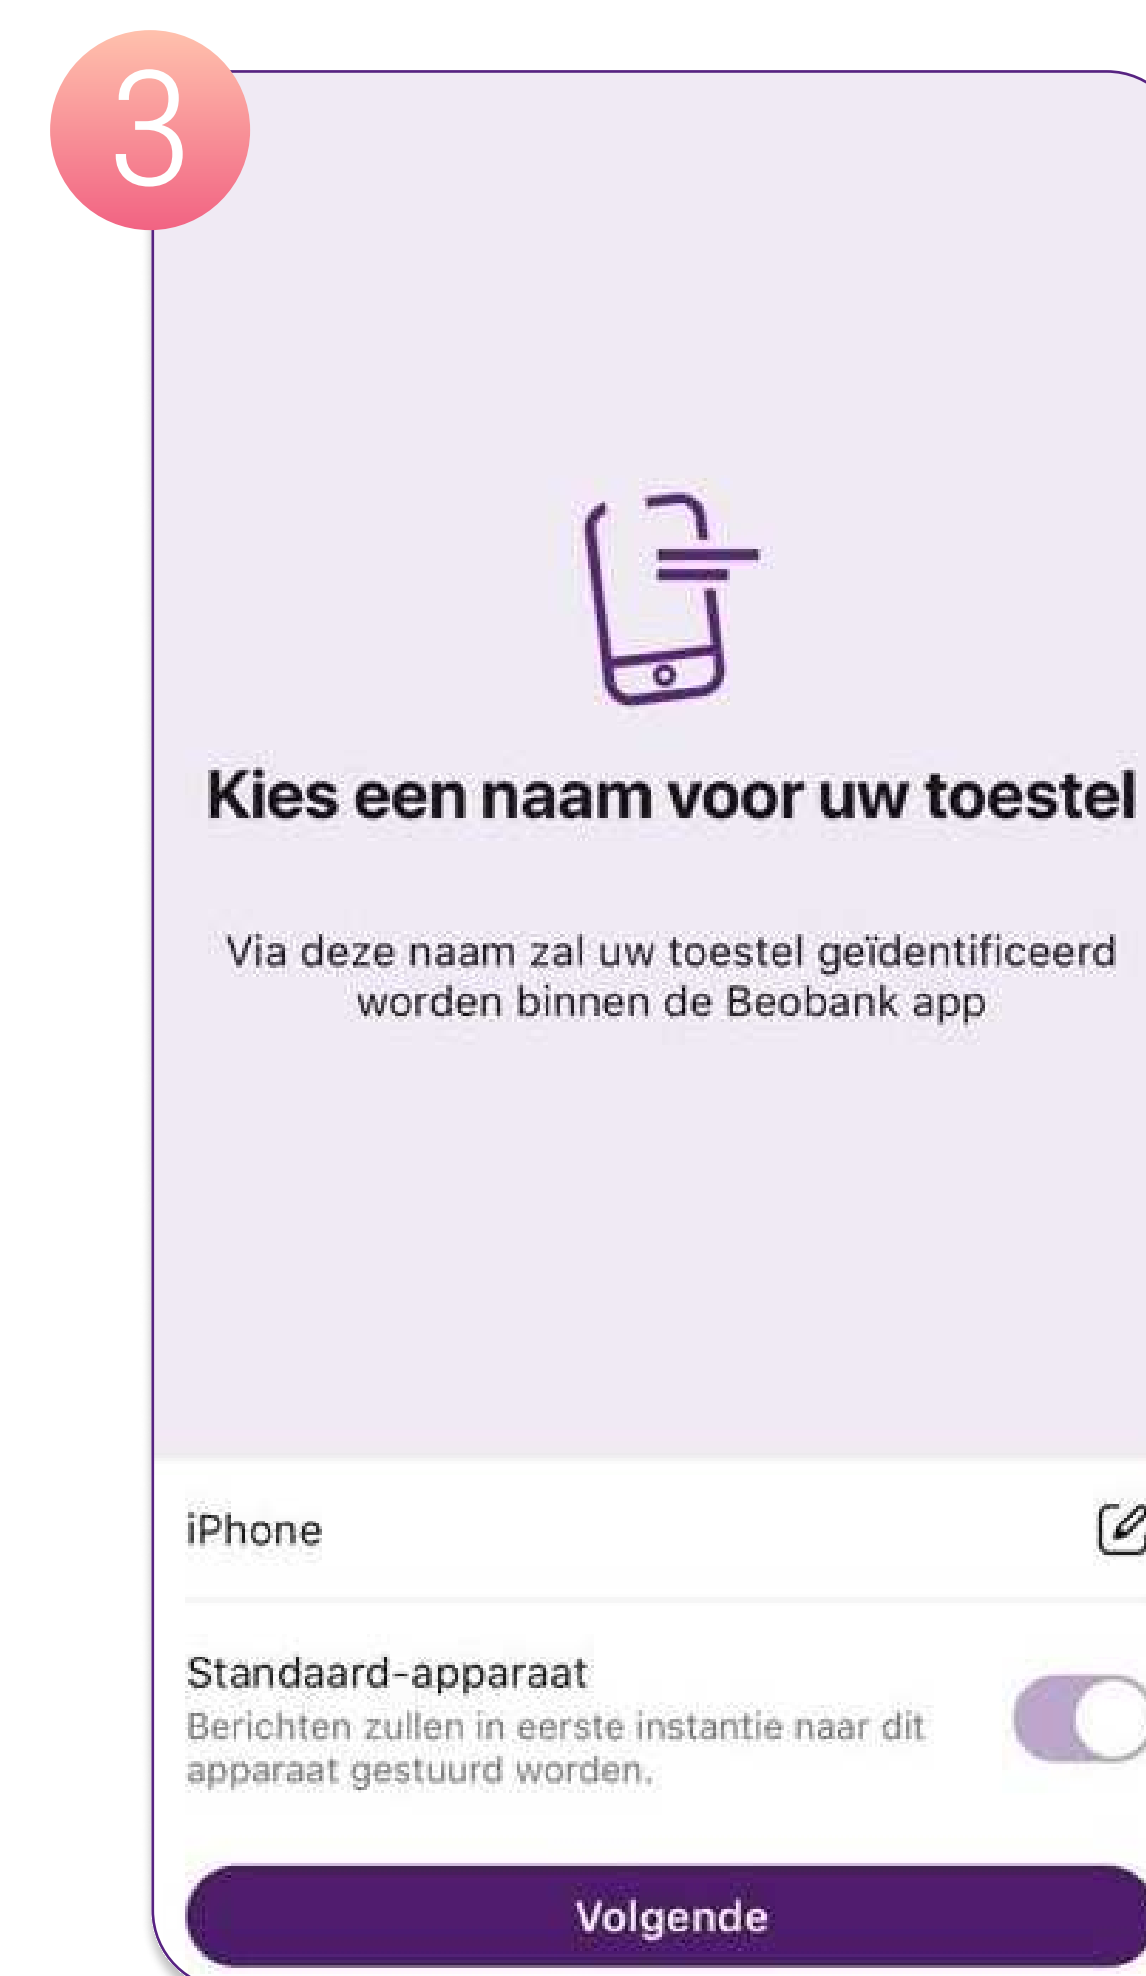 3
Kies een naam voor uw toestel
Via deze naam zal uw toestel geïdentificeerd
worden binnen de Beobank app
iPhone
Standaard-apparaat
Berichten zullen in eerste instantie naar dit
apparaat gestuurd worden.
Volgende